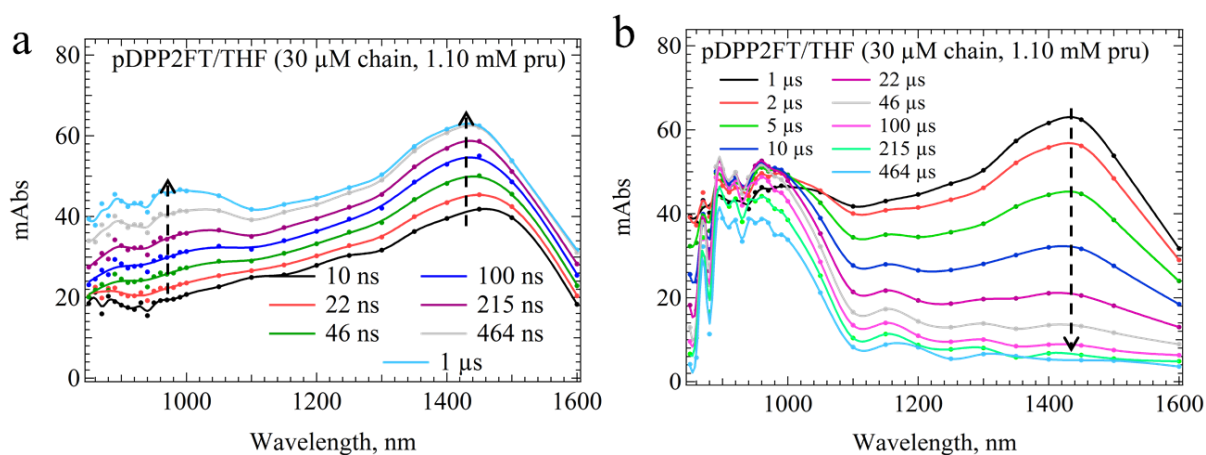 a
80
60
40
20
0
mAbs
pDPP2FT/THF (30 µM chain, 1.10 mM pru)
10 ns
22 ns
46 ns
100 ns
215 ns
464 ns
1 µs
1000
1200
1400
1600
Wavelength, nm
b
80
60
40
20
0
mAbs
pDPP2FT/THF (30 µM chain, 1.10 mM pru)
1 µs
2 µs
5 µs
10 µs
22 µs
46 µs
100 µs
215 µs
464 µs
1000
1200
1400
1600
Wavelength, nm